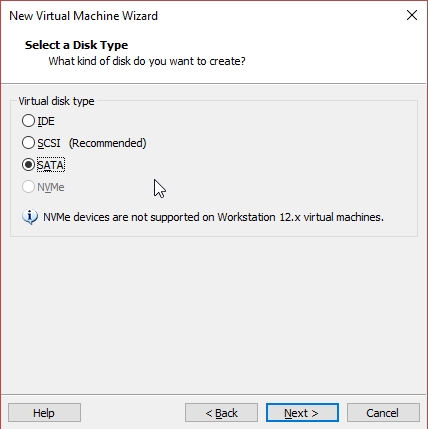 New Virtual Machine Wizard
Select a Disk Type
What kind of disk do you want to create?
Virtual disk type
IDE
SCSI (Recommended)
SATA
NVMe
NVMe devices are not supported on Workstation 12.x virtual machines.
Help
< Back
Next >
Cancel